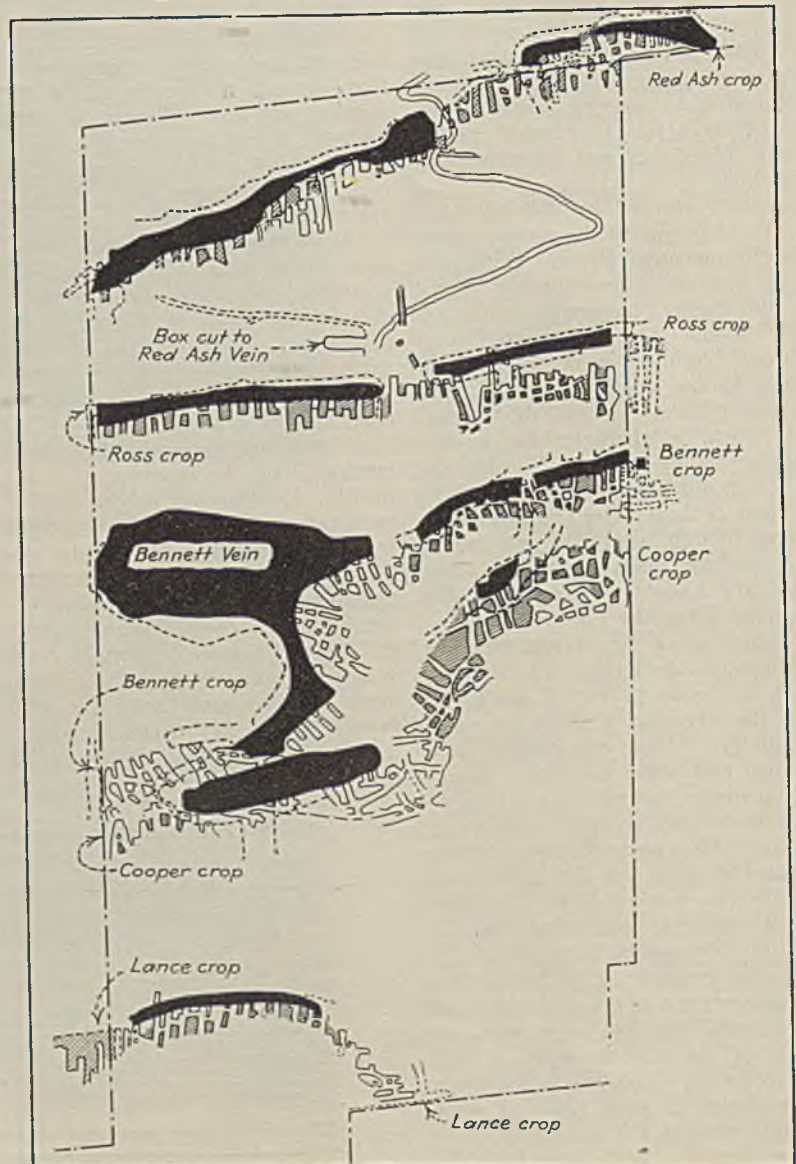 Red Ash crop
Box cut to
Red Ash Vein
Ross crop
Ross crop
Bennett
crop
Bennett Vein
Cooper
crop
Bennett crop
Cooper crop
Lance crop
Lance crop